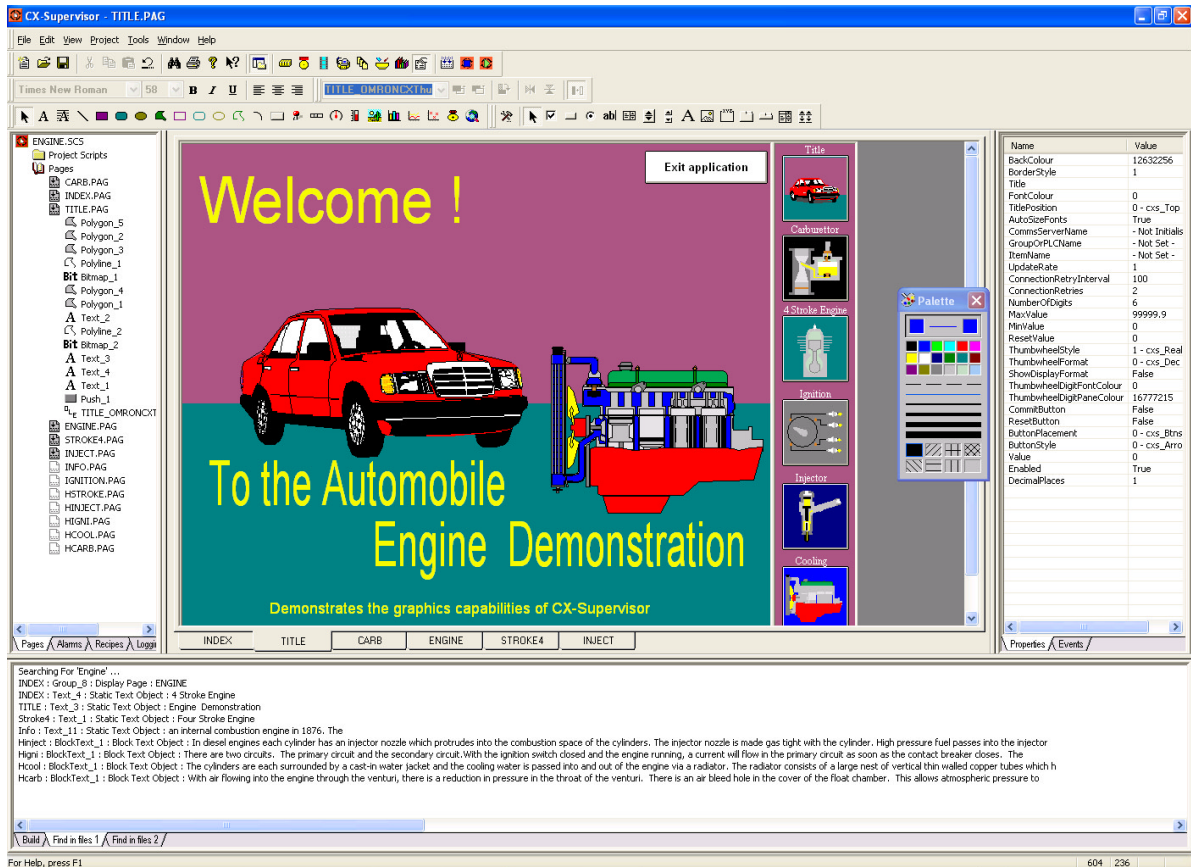 CX-Supervisor - TITLE.PAG
File Edit View Project Tools Window Help
Times New Roman 58 B I U TITLE_OMRONCXThu
ENGINE.SCS
Project Scripts
Pages
CARB.PAG
INDEX.PAG
TITLE.PAG
Polygon_5
Polygon_2
Polygon_3
Polyline_1
Bit Bitmap_1
Polygon_4
Polygon_1
A Text_2
Polyline_2
Bit Bitmap_2
A Text_3
A Text_4
A Text_1
Push_1
TITLE_OMRONCXT
ENGINE.PAG
STROKE4.PAG
INJECT.PAG
INFO.PAG
IGNITION.PAG
HSTROKE.PAG
HINJECT.PAG
HIGNI.PAG
HCOOL.PAG
HCARB.PAG
Pages Alarms Recipes Loggi
Welcome !
Exit application
To the Automobile
Engine Demonstration
Demonstrates the graphics capabilities of CX-Supervisor
Title
Carburettor
4 Stroke Engine
Ignition
Injector
Cooling
INDEX TITLE CARB ENGINE STROKE4 INJECT
Palette
Name Value
BackColour 12632256
BorderStyle 1
Title
FontColour 0
TitlePosition 0 - cxs_Top
AutoSizeFonts True
CommsServerName - Not Initialis
GroupOrPLCName - Not Set -
ItemName - Not Set -
UpdateRate 1
ConnectionRetryInterval 100
ConnectionRetries 2
NumberOfDigits 6
MaxValue 99999.9
MinValue 0
ResetValue 0
ThumbwheelStyle 1 - cxs_Real
ThumbwheelFormat 1 - cxs_Dec
ShowDisplayFormat False
ThumbwheelDigitFontColour 0
ThumbwheelDigitPaneColour 16777215
CommitButton False
ResetButton False
ButtonPlacement 0 - cxs_Btns
ButtonStyle 0 - cxs_Arro
Value 0
Enabled True
DecimalPlaces 1
Properties Events
Searching For 'Engine' ...
INDEX : Group_8 : Display Page : ENGINE
INDEX : Text_4 : Static Text Object : 4 Stroke Engine
TITLE : Text_3 : Static Text Object : Engine Demonstration
Stroke4 : Text_1 : Static Text Object : Four Stroke Engine
Info : Text_11 : Static Text Object : an internal combustion engine in 1876. The
Hinject : BlockText_1 : Block Text Object : In diesel engines each cylinder has an injector nozzle which protrudes into the combustion space of the cylinders. The injector nozzle is made gas tight with the cylinder. High pressure fuel passes into the injector
Higni : BlockText_1 : Block Text Object : There are two circuits. The primary circuit and the secondary circuit.With the ignition switch closed and the engine running, a current will flow in the primary circuit as soon as the contact breaker closes. The
Hcool : BlockText_1 : Block Text Object : The cylinders are each surrounded by a cast-in water jacket and the cooling water is passed into and out of the engine via a radiator. The radiator consists of a large nest of vertical thin walled copper tubes which h
Hcarb : BlockText_1 : Block Text Object : With air flowing into the engine through the venturi, there is a reduction in pressure in the throat of the venturi. There is an air bleed hole in the cover of the float chamber. This allows atmospheric pressure to
Build Find in files 1 Find in files 2
For Help, press F1
604 236